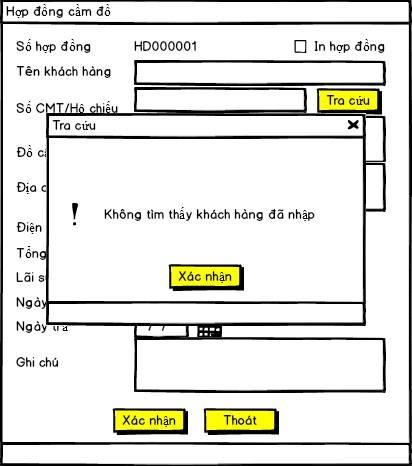 Hợp đồng cầm đồ
Số hợp đồng HD000001 In hợp đồng
Tên khách hàng
Số CMT/Hộ chiếu Tra cứu
Tra cứu
Đồ
Địa
Không tìm thấy khách hàng đã nhập
Điện
Tổng
Lãi
Xác nhận
Ngày
Ngày trả / /
Ghi chú
Xác nhận Thoát